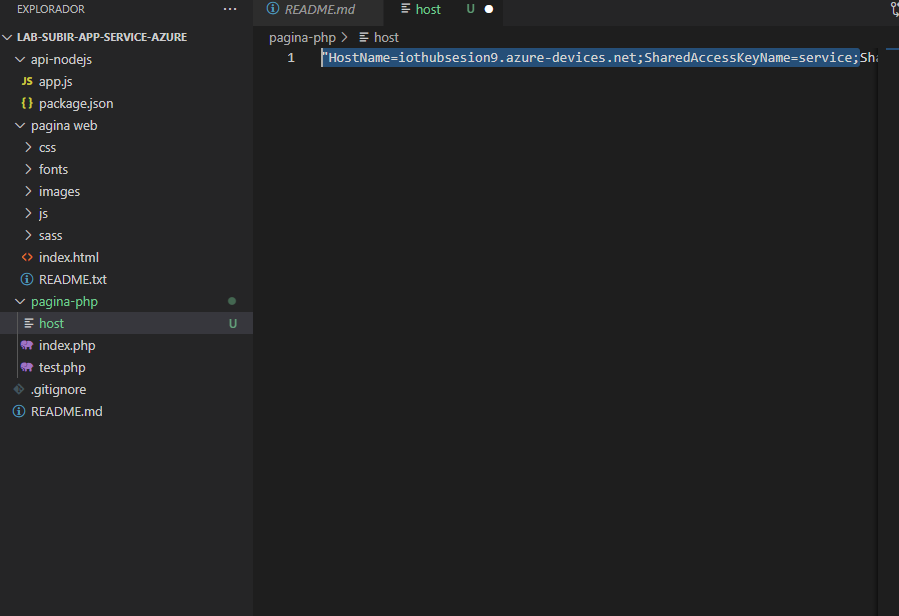 EXPLORADOR
LAB-SUBIR-APP-SERVICE-AZURE
api-nodejs
JS app.js
{} package.json
pagina web
css
fonts
images
js
sass
<> index.html
README.txt
pagina-php
host U
index.php
test.php
.gitignore
README.md
README.md
host U
pagina-php > host
1 "HostName=iothubsesion9.azure-devices.net;SharedAccessKeyName=service;Sha